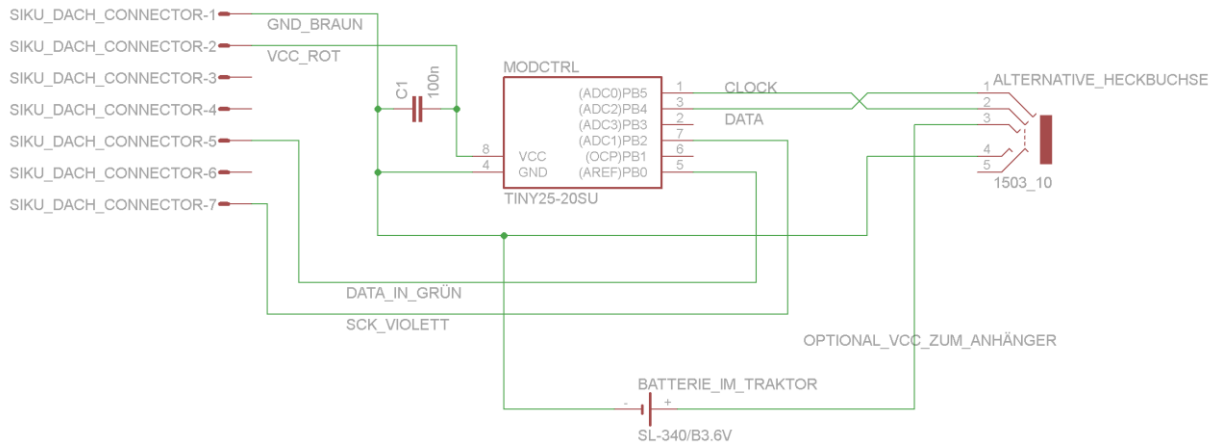 SIKU_DACH_CONNECTOR-1
GND_BRAUN
SIKU_DACH_CONNECTOR-2
VCC_ROT
SIKU_DACH_CONNECTOR-3
SIKU_DACH_CONNECTOR-4
SIKU_DACH_CONNECTOR-5
SIKU_DACH_CONNECTOR-6
SIKU_DACH_CONNECTOR-7
C1
100n
MODCTRL
(ADC0)PB5 1
(ADC2)PB4 3
(ADC3)PB3 2
(ADC1)PB2 7
8 VCC (OCP)PB1 6
4 GND (AREF)PB0 5
TINY25-20SU
CLOCK
DATA
ALTERNATIVE_HECKBUCHSE
1
2
3
4
5
1503_10
DATA_IN_GRÜN
SCK_VIOLETT
OPTIONAL_VCC_ZUM_ANHÄNGER
BATTERIE_IM_TRAKTOR
- +
SL-340/B3.6V